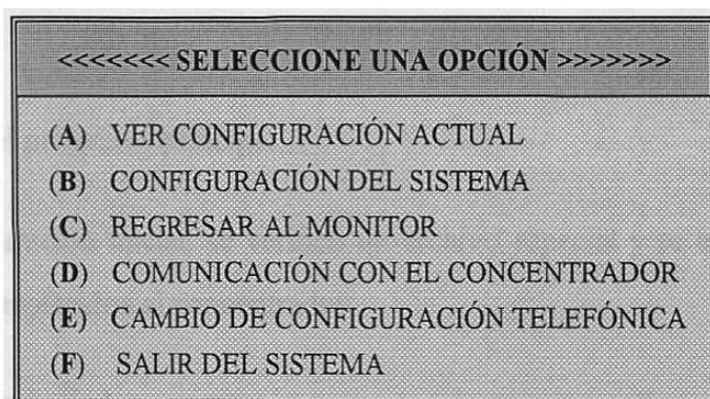 <<<<<<< SELECCIONE UNA OPCIÓN >>>>>>>
(A) VER CONFIGURACIÓN ACTUAL
(B) CONFIGURACIÓN DEL SISTEMA
(C) REGRESAR AL MONITOR
(D) COMUNICACIÓN CON EL CONCENTRADOR
(E) CAMBIO DE CONFIGURACIÓN TELEFÓNICA
(F) SALIR DEL SISTEMA